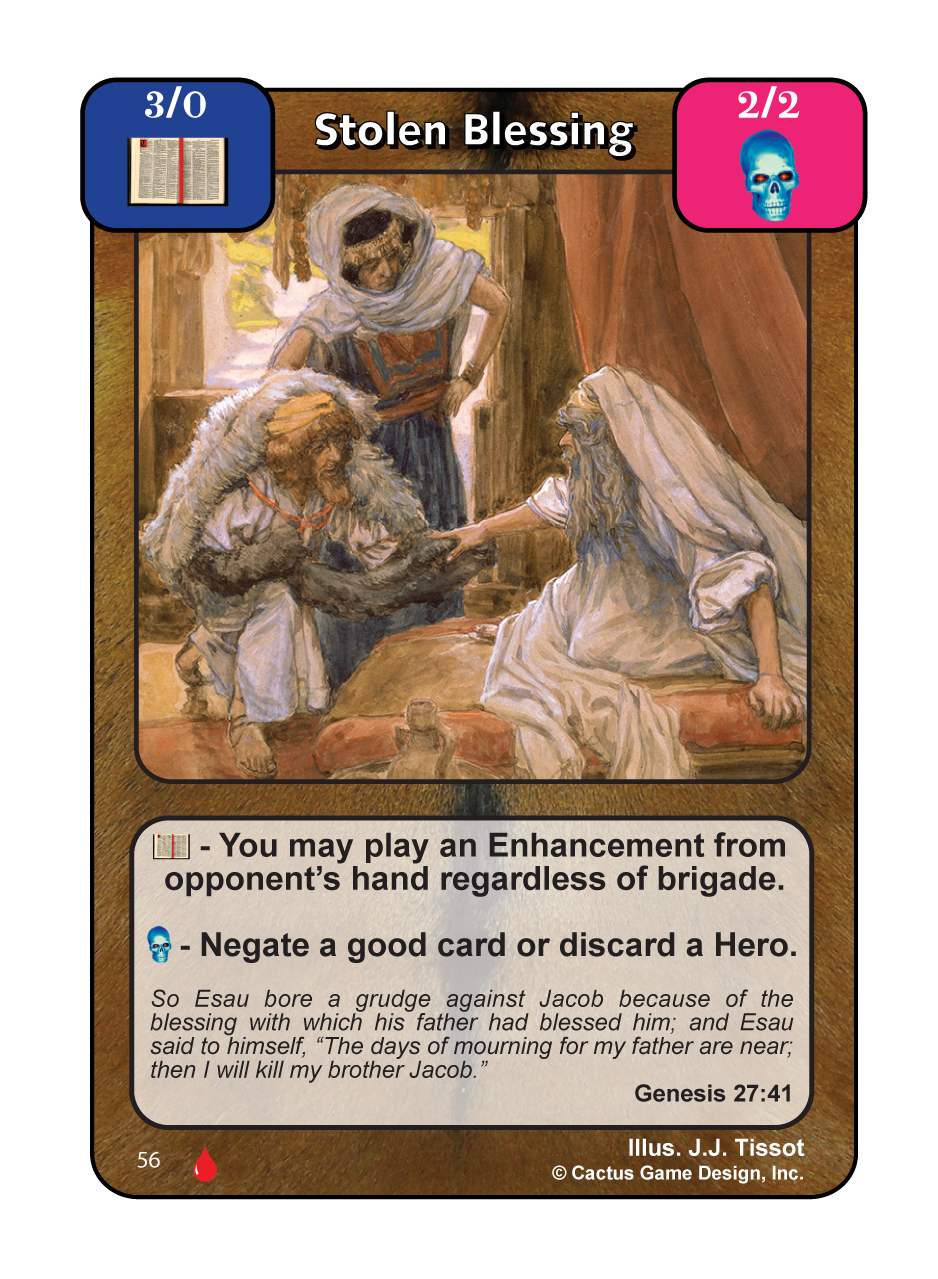 3/0
Stolen Blessing
2/2
- You may play an Enhancement from
opponent’s hand regardless of brigade.
- Negate a good card or discard a Hero.
So Esau bore a grudge against Jacob because of the
blessing with which his father had blessed him; and Esau
said to himself, “The days of mourning for my father are near;
then I will kill my brother Jacob.”
Genesis 27:41
56
Illus. J.J. Tissot
© Cactus Game Design, Inc.